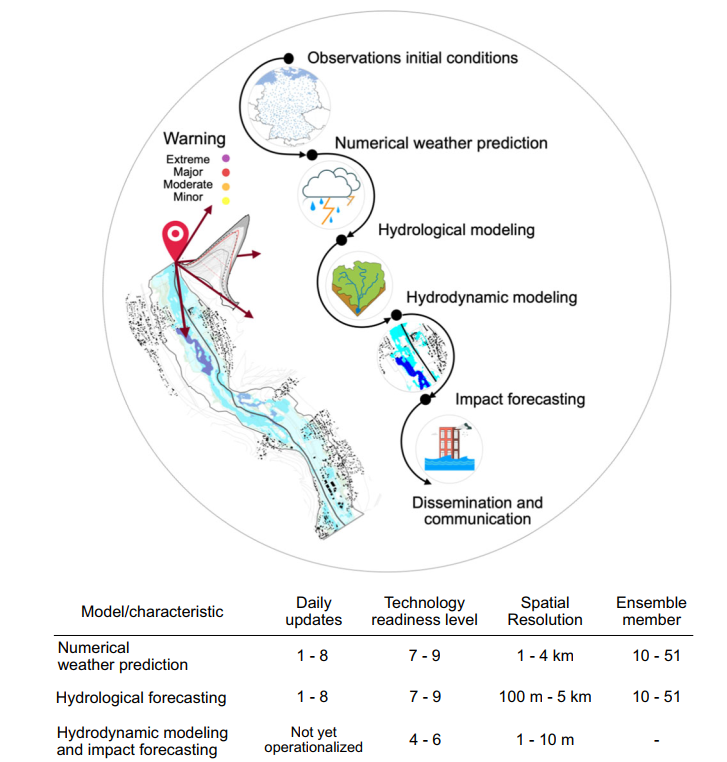 Observations initial conditions
Numerical weather prediction
Warning
Extreme
Major
Moderate
Minor
Hydrological modeling
Hydrodynamic modeling
Impact forecasting
Dissemination and
communication
Model/characteristic
Daily
updates
Technology
readiness level
Spatial
Resolution
Ensemble
member
Numerical
weather prediction
1 - 8
7 - 9
1 - 4 km
10 - 51
Hydrological forecasting
1 - 8
7 - 9
100 m - 5 km
10 - 51
Hydrodynamic modeling
and impact forecasting
Not yet
operationalized
4 - 6
1 - 10 m
-